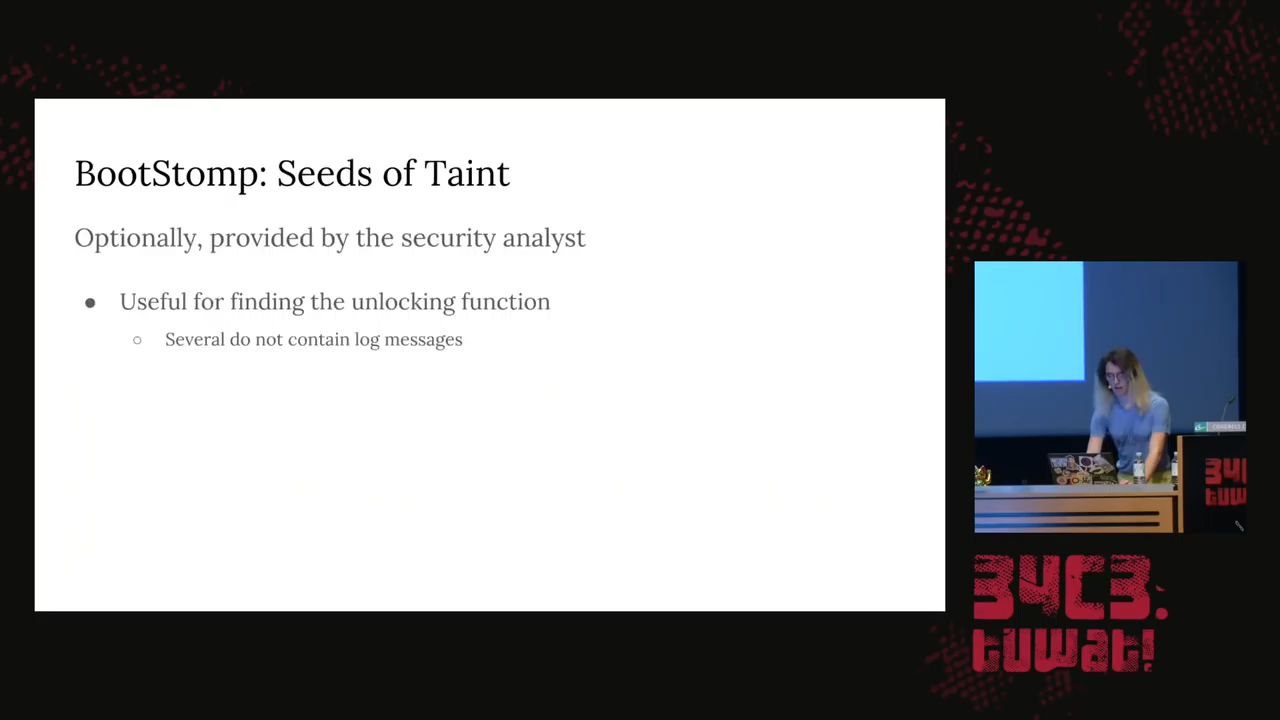 BootStomp: Seeds of Taint
Optionally, provided by the security analyst
● Useful for finding the unlocking function
○ Several do not contain log messages
34C3.
tuwat!